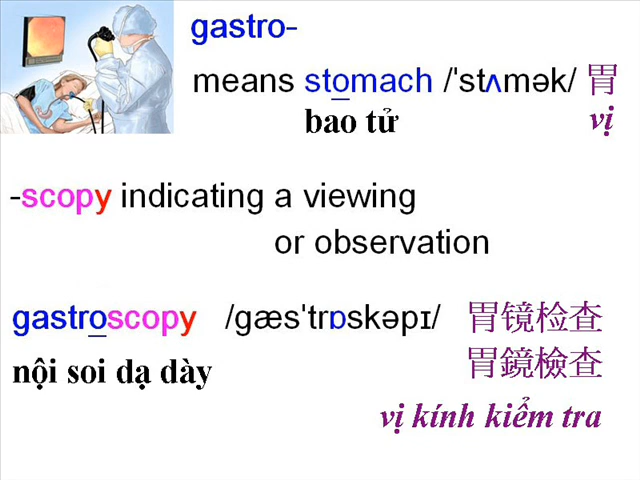 gastro-
means stomach /'stʌmək/ 胃
bao tử vị
-scopy indicating a viewing
or observation
gastroscopy /gæs'trɒskəpɪ/ 胃镜检查
胃鏡檢查
nội soi dạ dày
vị kính kiểm tra